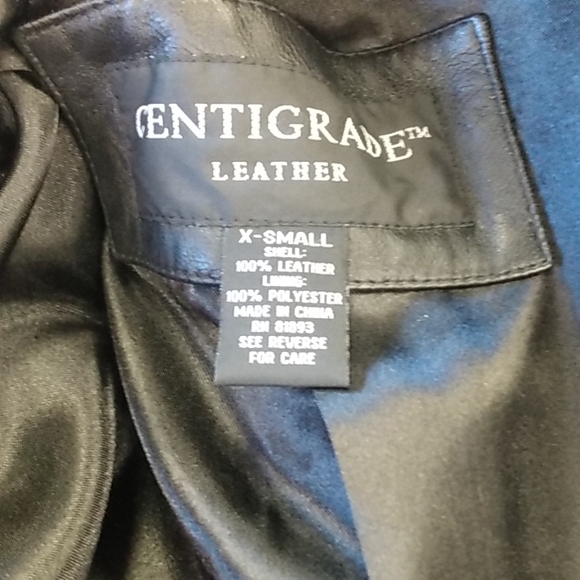 CENTIGRADE™
LEATHER
X-SMALL
SHELL:
100% LEATHER
LINING:
100% POLYESTER
MADE IN CHINA
RN 81893
SEE REVERSE
FOR CARE